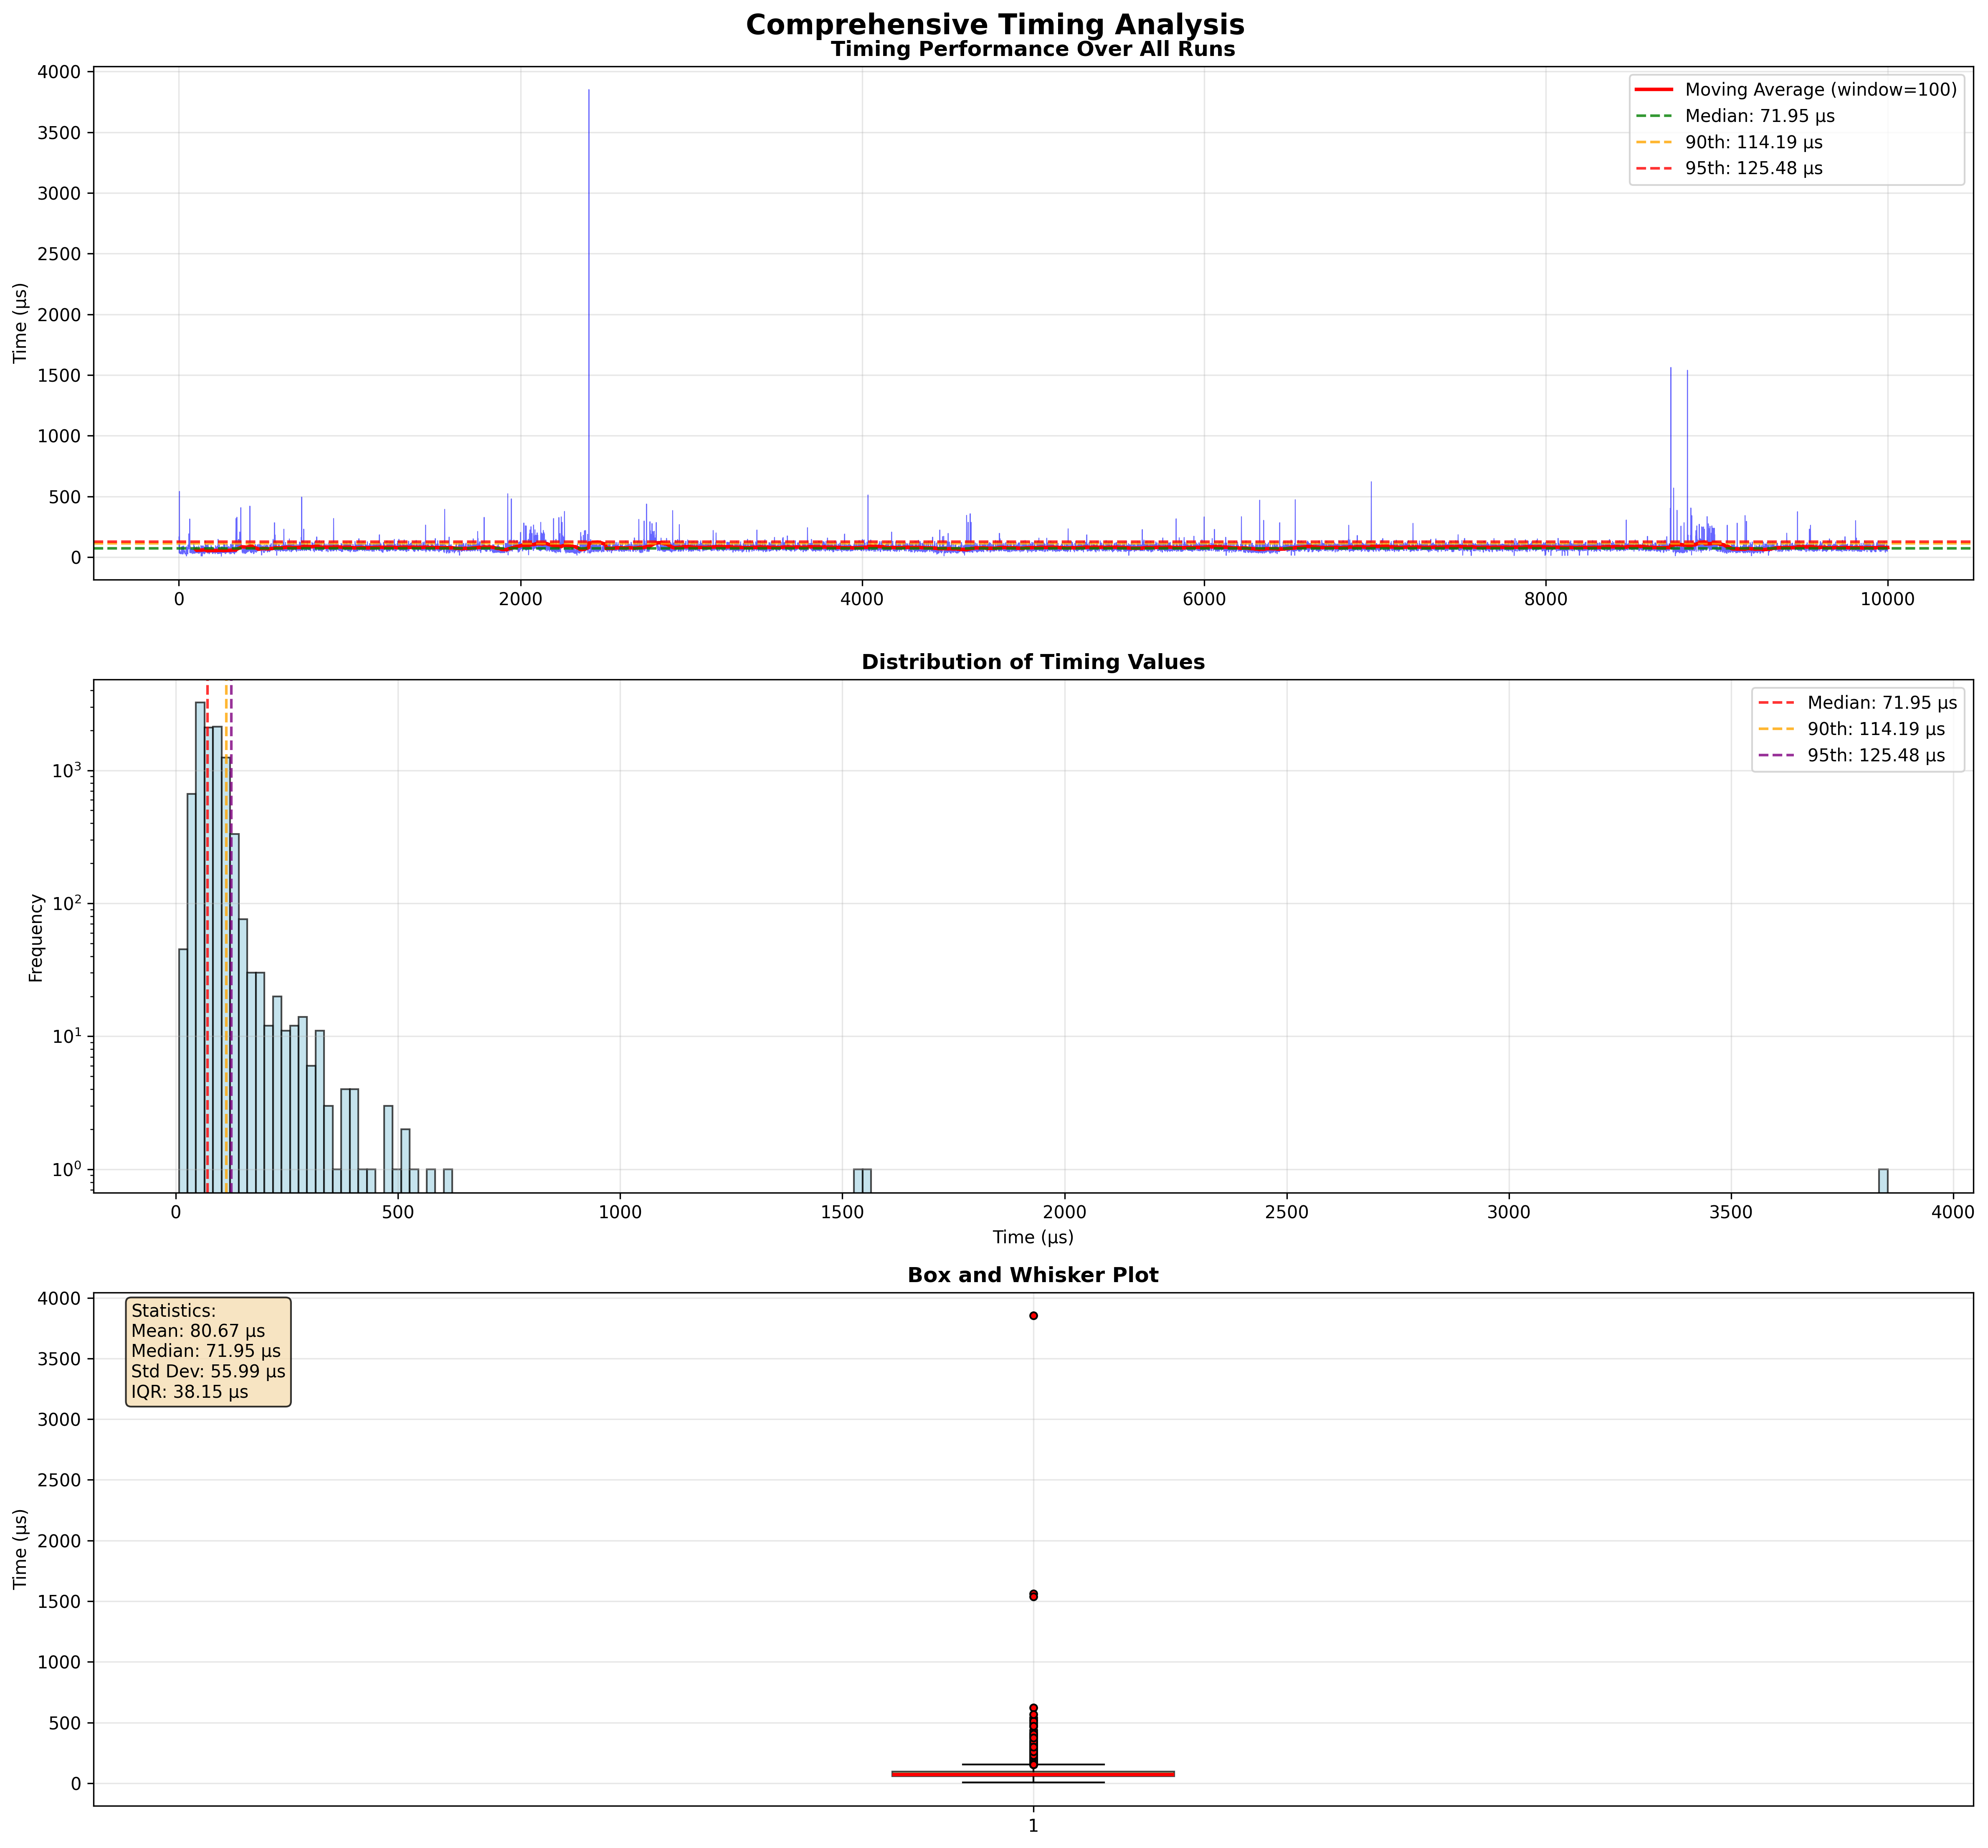 Comprehensive Timing Analysis
Timing Performance Over All Runs
4000
3500
3000
2500
2000
1500
1000
500
0
Time (µs)
Moving Average (window=100)
Median: 71.95 µs
90th: 114.19 µs
95th: 125.48 µs
0 2000 4000 6000 8000 10000
Distribution of Timing Values
10³
10²
10¹
10⁰
Frequency
Median: 71.95 µs
90th: 114.19 µs
95th: 125.48 µs
0 500 1000 1500 2000 2500 3000 3500 4000
Time (µs)
Box and Whisker Plot
4000
3500
3000
2500
2000
1500
1000
500
0
Time (µs)
Statistics:
Mean: 80.67 µs
Median: 71.95 µs
Std Dev: 55.99 µs
IQR: 38.15 µs
1